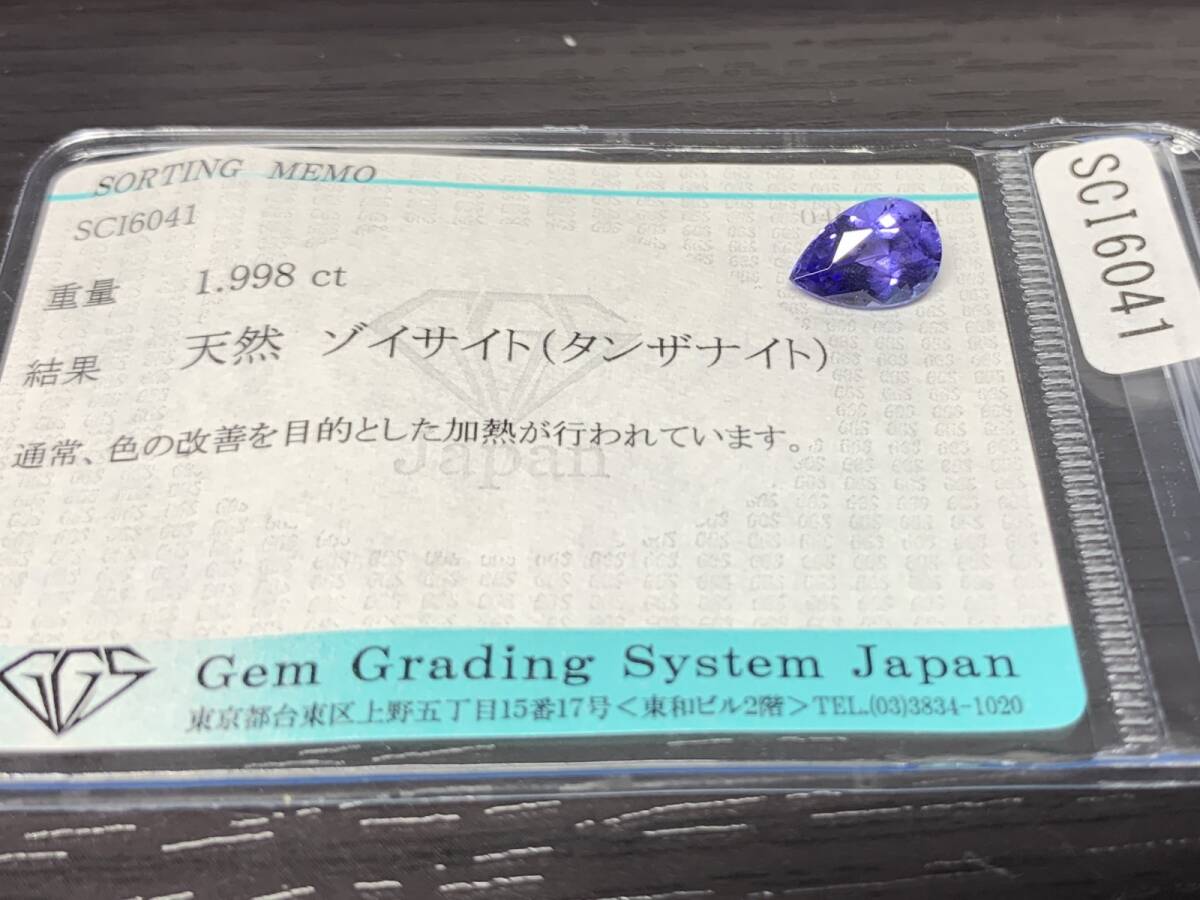 SORTING MEMO
SCI6041
重量 1.998 ct
結果 天然 ゾイサイト(タンザナイト)
通常、色の改善を目的とした加熱が行われています。
Japan
GGS Gem Grading System Japan
東京都台東区上野五丁目15番17号<東和ビル2階>TEL.(03)3834-1020
SCI6041